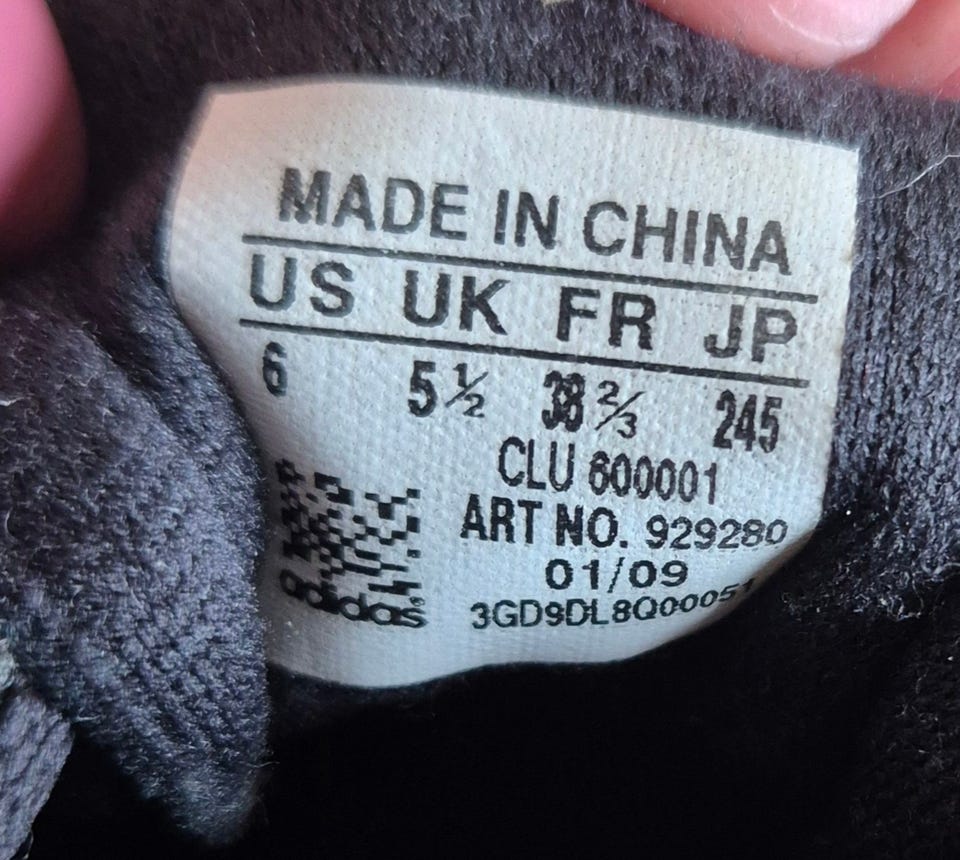 MADE IN CHINA
US UK FR JP
6 5½ 38⅔ 245
CLU 600001
ART NO. 929280
01/09
3GD9DL8Q00051
adidas®